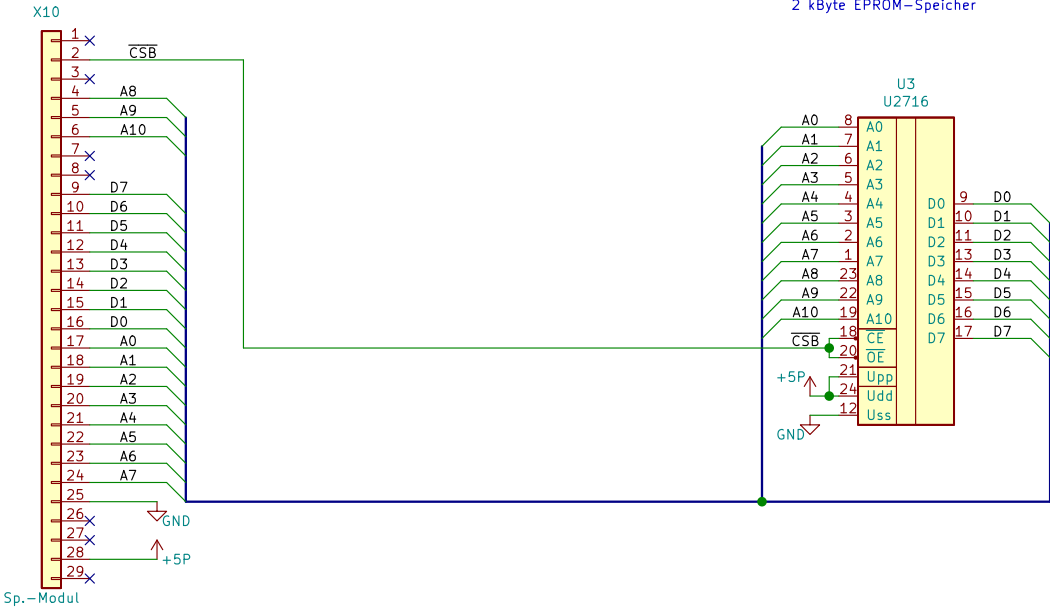 2 kByte EPROM-Speicher
X10
1
2 CSB
3
4 A8
5 A9
6 A10
7
8
9 D7
10 D6
11 D5
12 D4
13 D3
14 D2
15 D1
16 D0
17 A0
18 A1
19 A2
20 A3
21 A4
22 A5
23 A6
24 A7
25
GND
26
27
28
+5P
29
Sp.-Modul
U3
U2716
A0 8 A0
A1 7 A1
A2 6 A2
A3 5 A3
A4 4 A4
A5 3 A5
A6 2 A6
A7 1 A7
A8 23 A8
A9 22 A9
A10 19 A10
CSB
18 CE
20 OE
+5P
21 Upp
24 Udd
12 Uss
GND
D0 9 D0
D1 10 D1
D2 11 D2
D3 13 D3
D4 14 D4
D5 15 D5
D6 16 D6
D7 17 D7